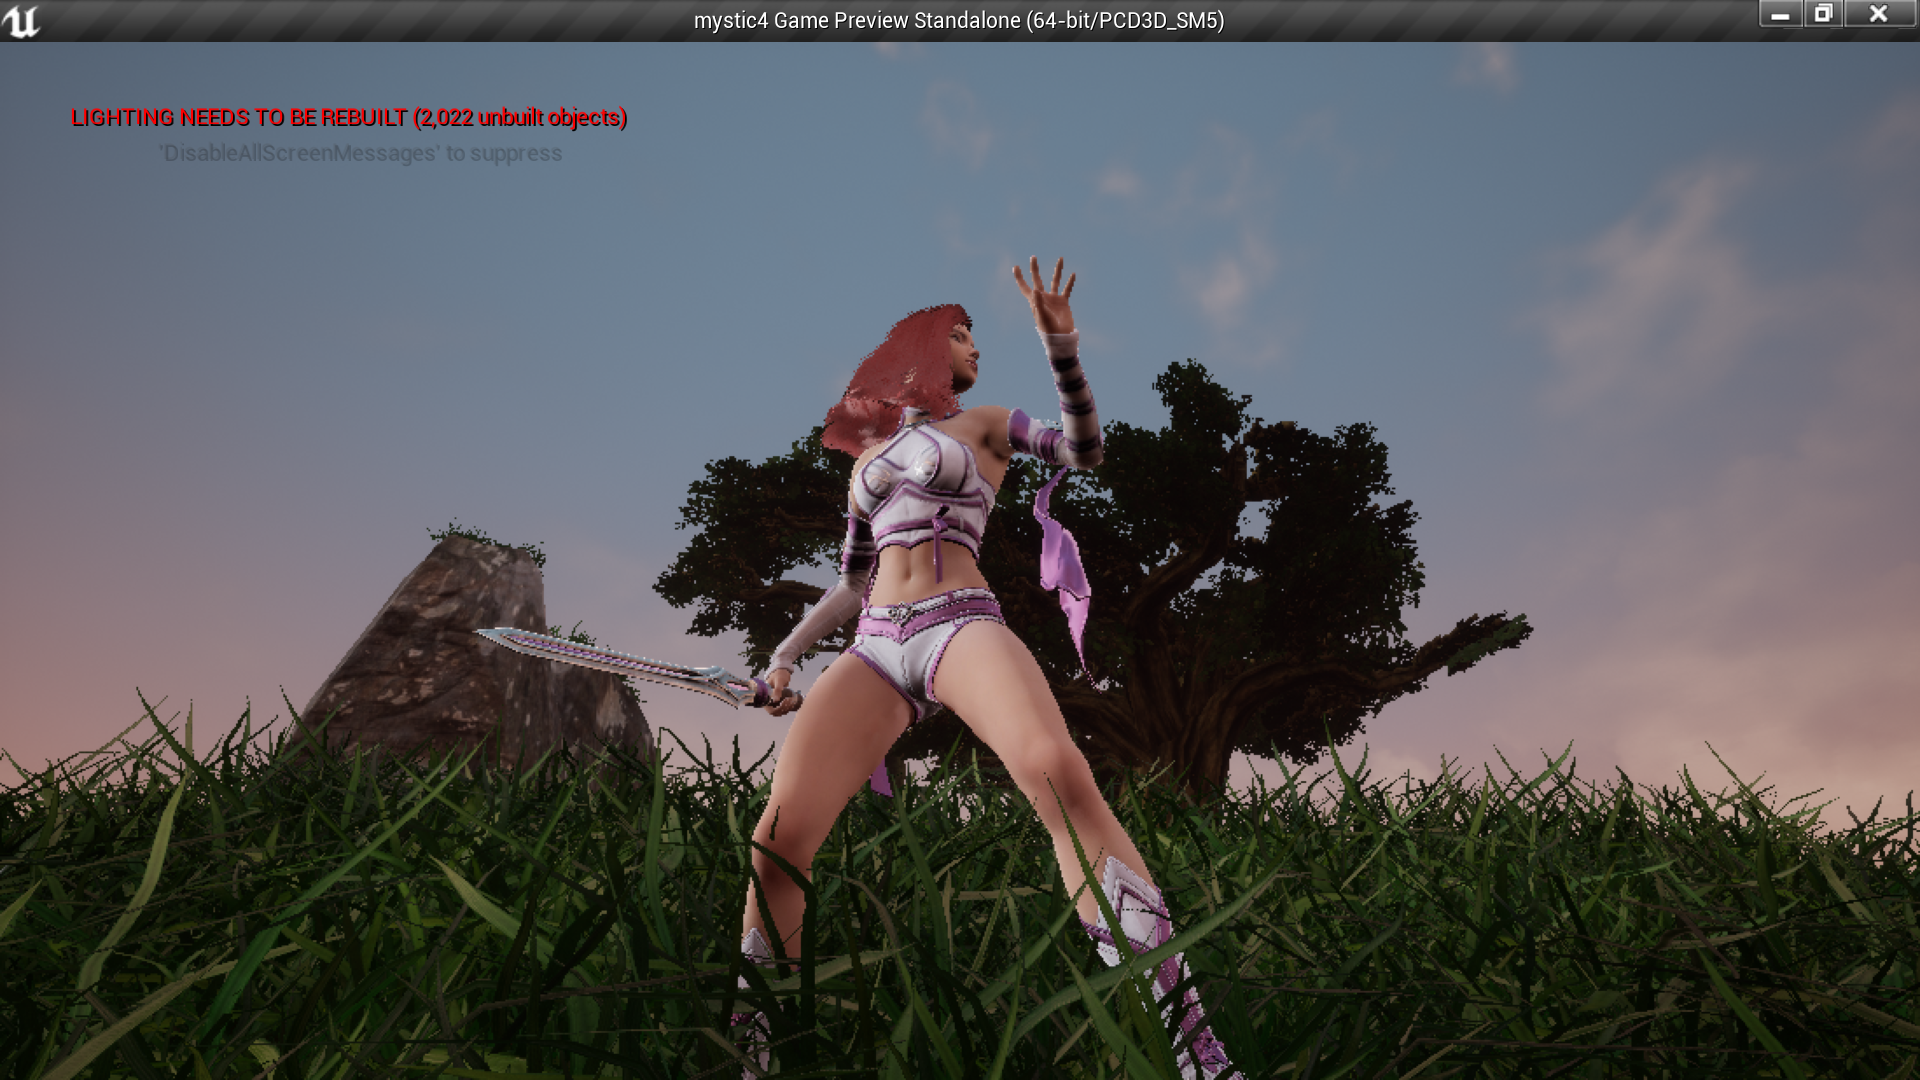 mystic4 Game Preview Standalone (64-bit/PCD3D_SM5)
LIGHTING NEEDS TO BE REBUILT (2,022 unbuilt objects)
'DisableAllScreenMessages' to suppress